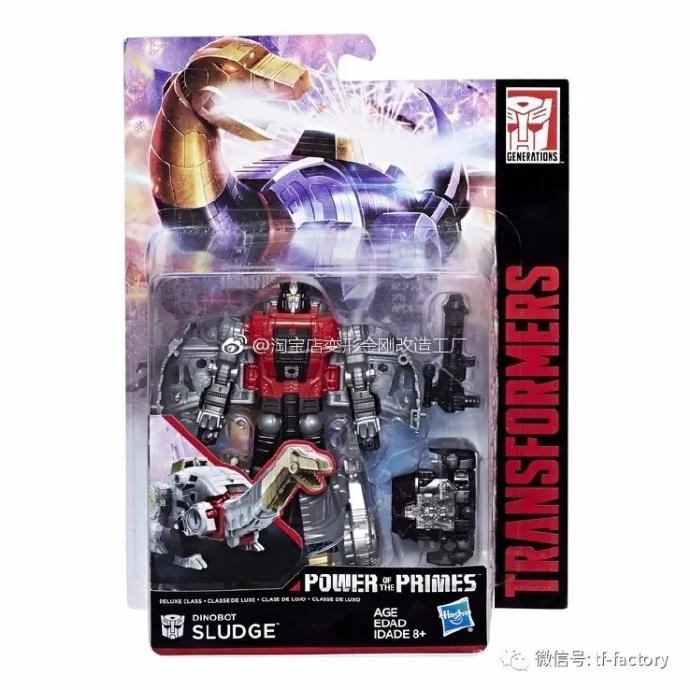 GENERATIONS
TRANSFORMERS
@淘宝店变形金刚改造工厂
POWER OF THE PRIMES
DELUXE CLASS • CLASSE DE LUXE • CLASE DE LUJO • CLASSE DE LUXO
DINOBOT
SLUDGE™
AGE
EDAD
IDADE 8+
Hasbro
微信号: tf-factory